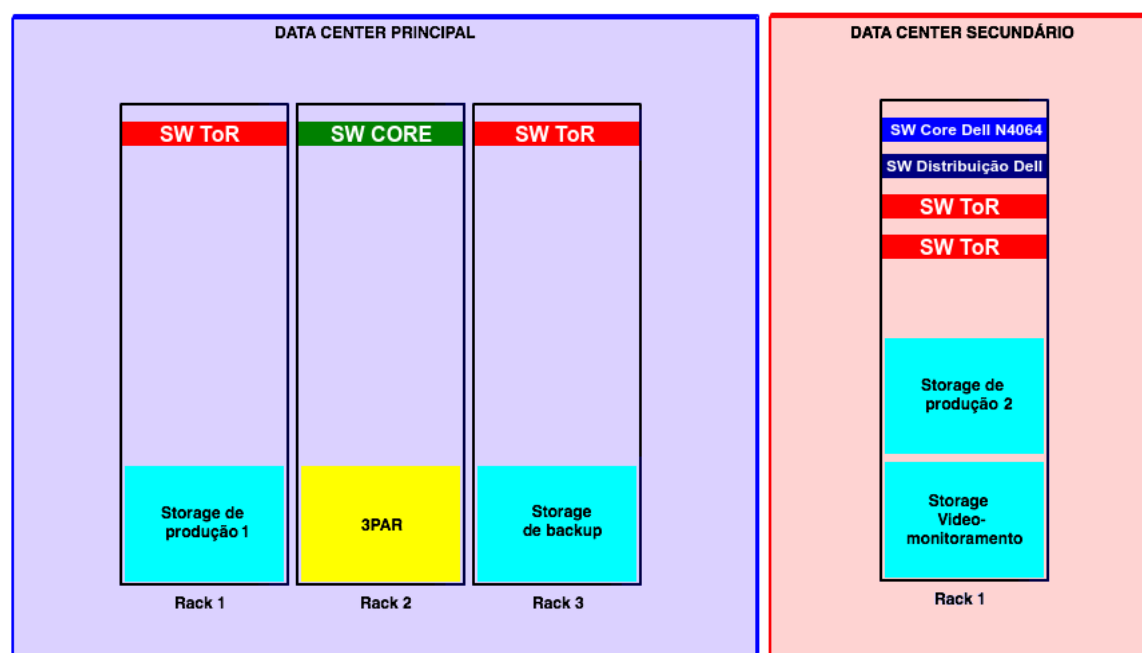 DATA CENTER PRINCIPAL
SW ToR
SW CORE
SW ToR
Storage de
produção 1
3PAR
Storage
de backup
Rack 1
Rack 2
Rack 3
DATA CENTER SECUNDÁRIO
SW Core Dell N4064
SW Distribuição Dell
SW ToR
SW ToR
Storage de
produção 2
Storage
Video-
monitoramento
Rack 1